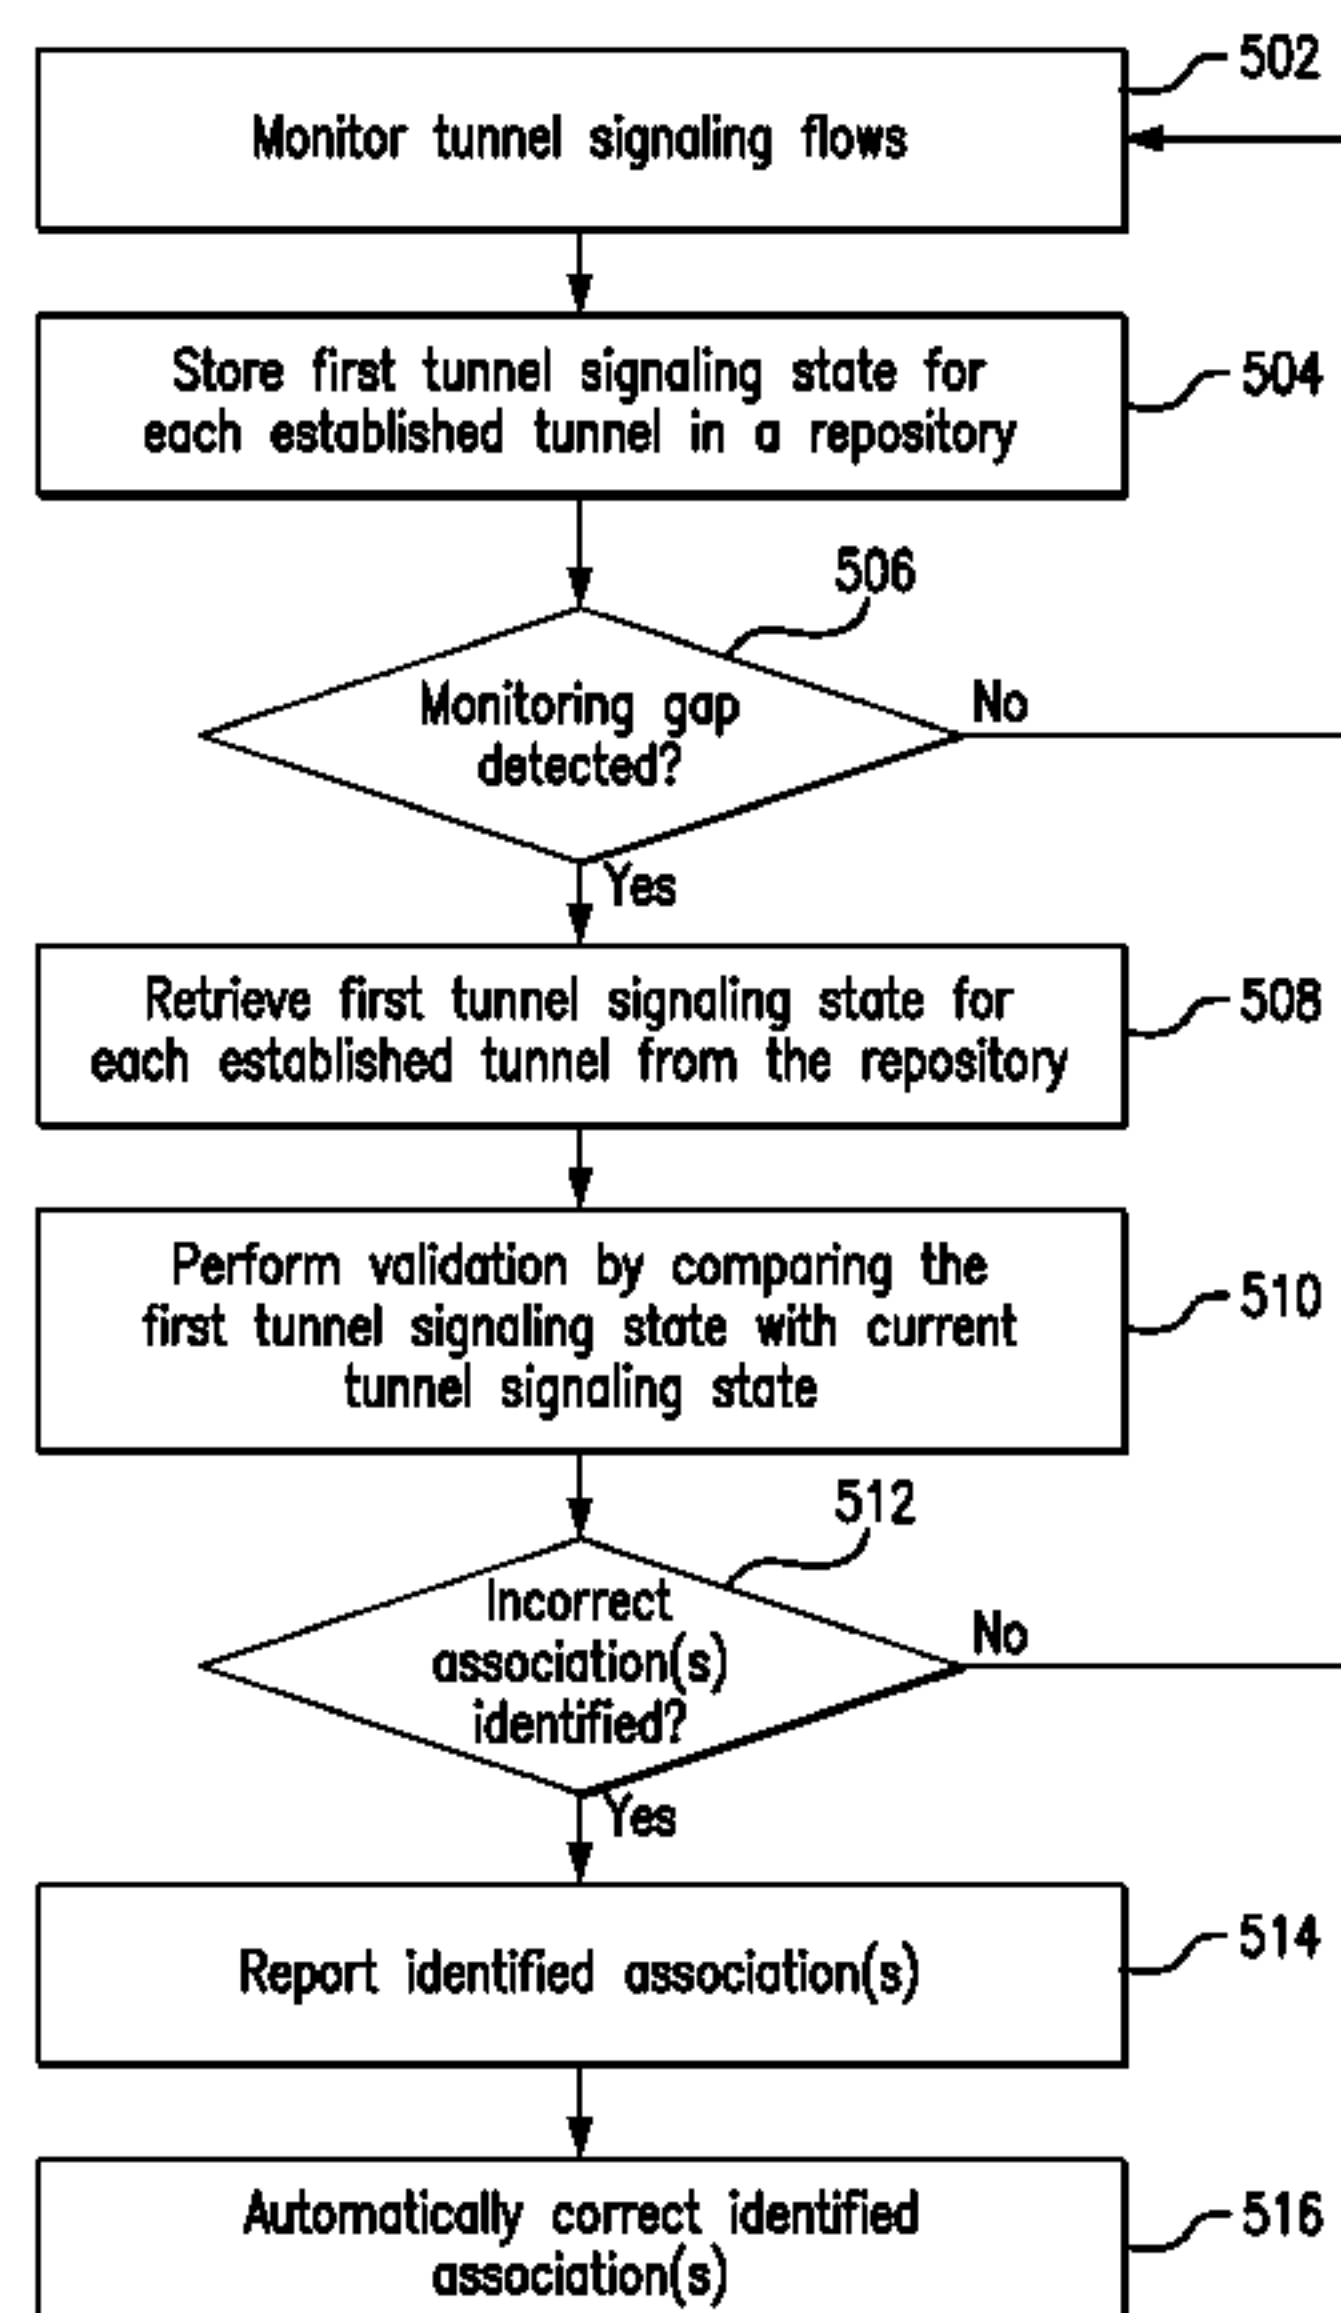 502
Monitor tunnel signaling flows
Store first tunnel signaling state for
each established tunnel in a repository
504
506
Monitoring gap
detected?
No
Yes
Retrieve first tunnel signaling state for
each established tunnel from the repository
508
Perform validation by comparing the
first tunnel signaling state with current
tunnel signaling state
510
512
Incorrect
association(s)
identified?
No
Yes
Report identified association(s)
514
Automatically correct identified
association(s)
516